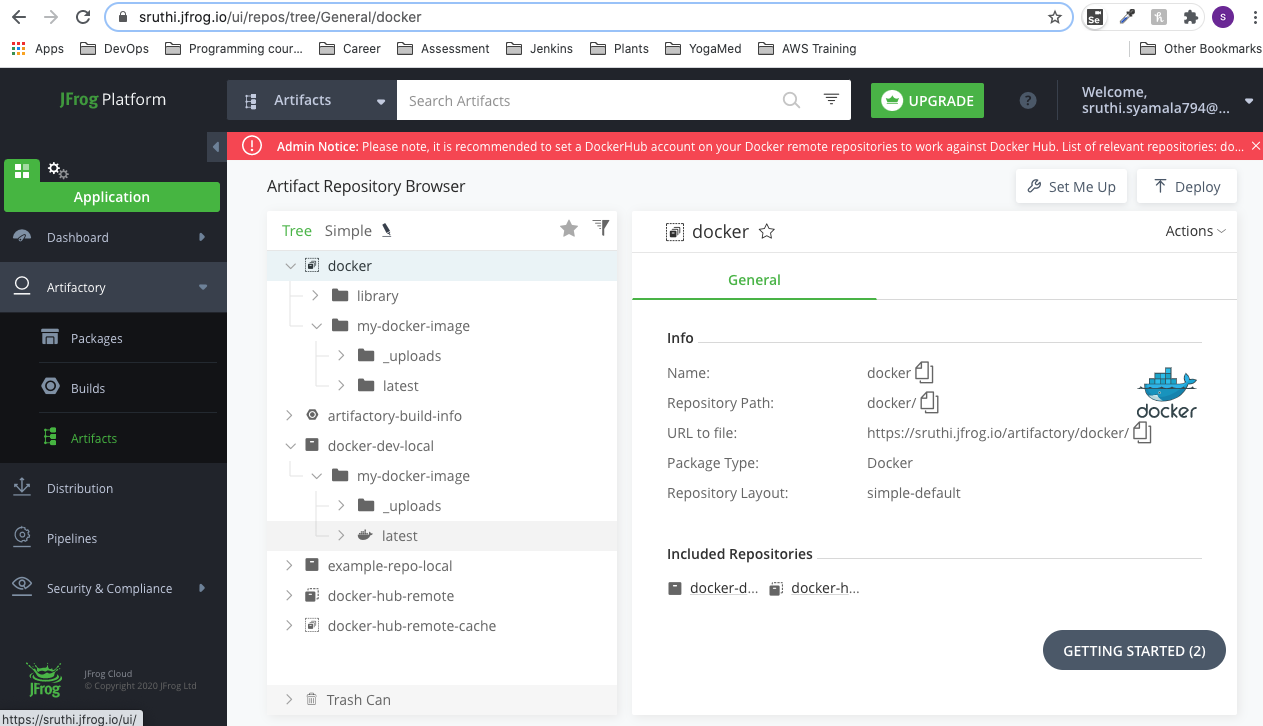 sruthi.jfrog.io/ui/repos/tree/General/docker
Se
s
Apps DevOps Programming cour... Career Assessment Jenkins Plants YogaMed AWS Training Other Bookmarks
JFrog Platform
Artifacts
Search Artifacts
UPGRADE
?
Welcome,
sruthi.syamala794@...
Admin Notice: Please note, it is recommended to set a DockerHub account on your Docker remote repositories to work against Docker Hub. List of relevant repositories: do...
Application
Dashboard
Artifactory
Packages
Builds
Artifacts
Distribution
Pipelines
Security & Compliance
JFrog
JFrog Cloud
© Copyright 2020 JFrog Ltd
https://sruthi.jfrog.io/ui/
Artifact Repository Browser
Set Me Up
Deploy
Tree Simple
docker
library
my-docker-image
_uploads
latest
artifactory-build-info
docker-dev-local
my-docker-image
_uploads
latest
example-repo-local
docker-hub-remote
docker-hub-remote-cache
Trash Can
docker
Actions
General
Info
Name: docker
Repository Path: docker/
URL to file: https://sruthi.jfrog.io/artifactory/docker/
Package Type: Docker
Repository Layout: simple-default
docker
Included Repositories
docker-d... docker-h...
GETTING STARTED (2)